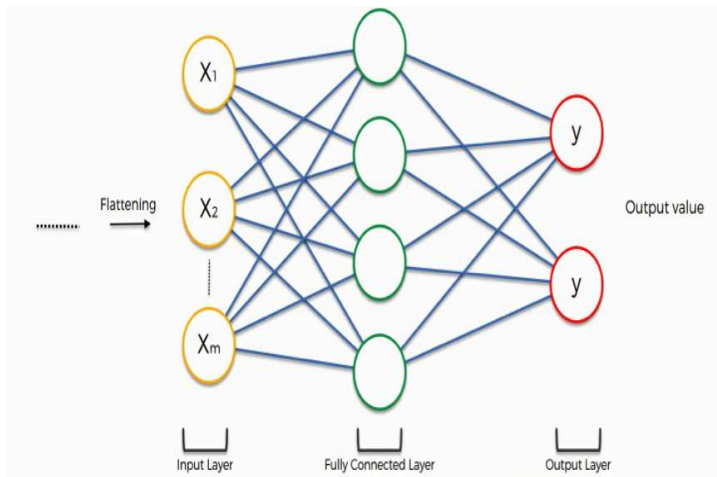 X1
X2
Xm
Flattening
y
y
Output value
Input Layer
Fully Connected Layer
Output Layer